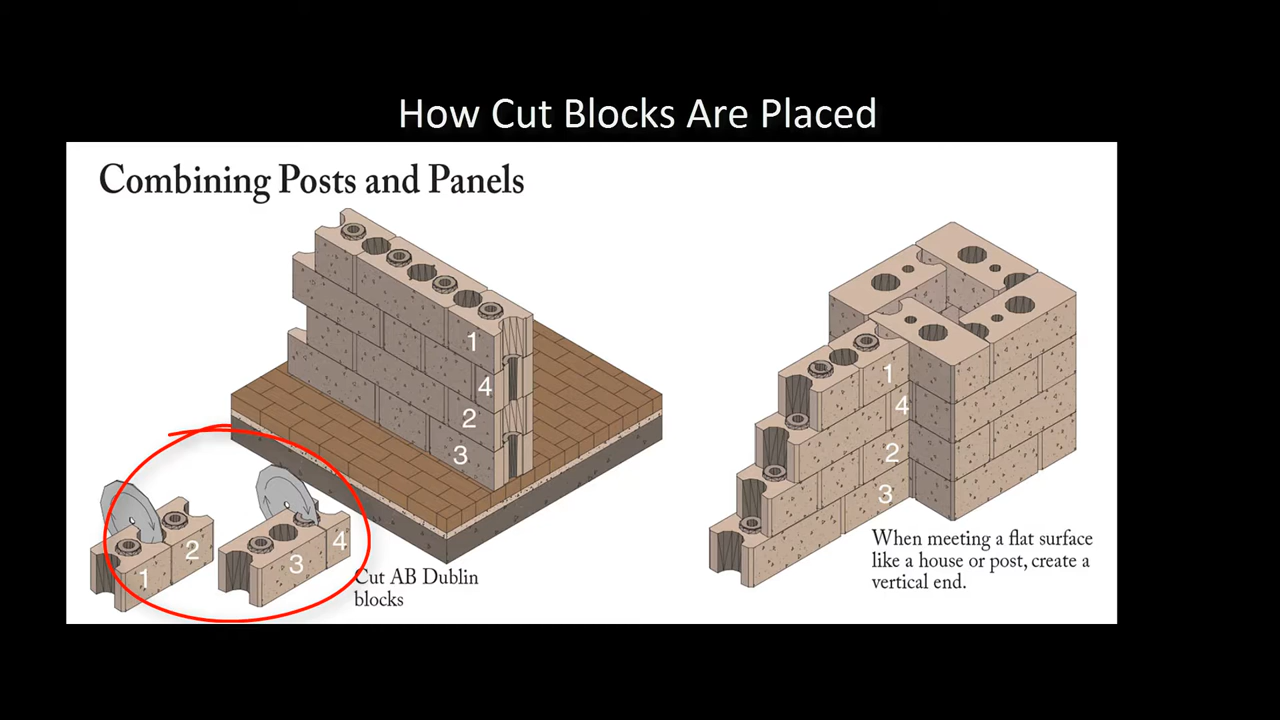 How Cut Blocks Are Placed
Combining Posts and Panels
1
4
2
3
1
2
3
4
Cut AB Dublin
blocks
1
4
2
3
When meeting a flat surface
like a house or post, create a
vertical end.